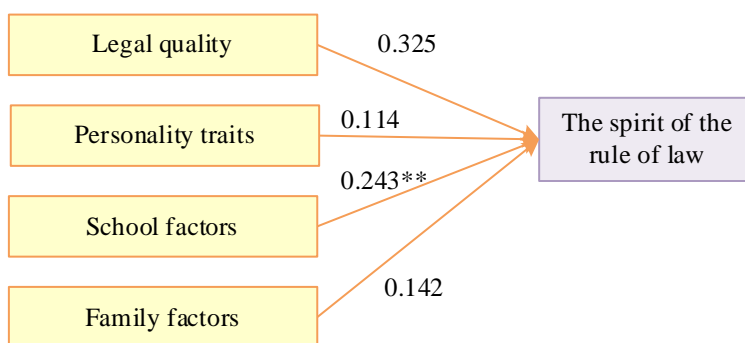 Legal quality
0.325
Personality traits
0.114
The spirit of the
rule of law
0.243**
School factors
0.142
Family factors